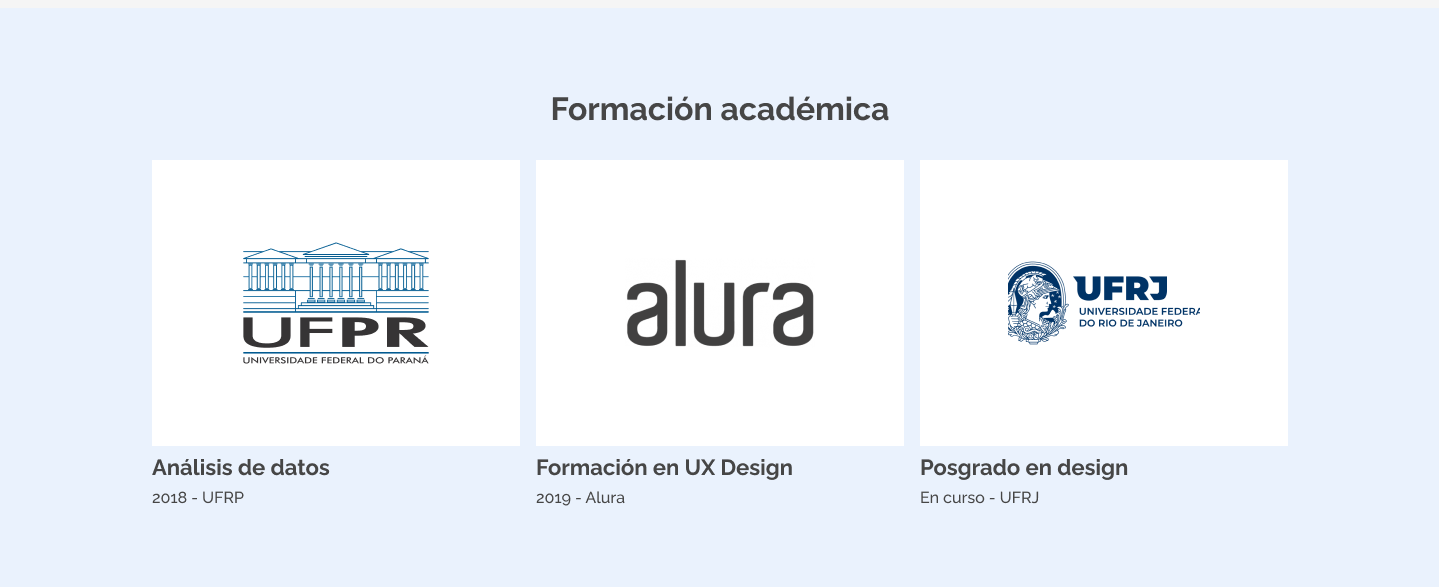 Formación académica
UFPR
UNIVERSIDADE FEDERAL DO PARANÁ
Análisis de datos
2018 - UFRP
alura
Formación en UX Design
2019 - Alura
UFRJ
UNIVERSIDADE FEDERA
DO RIO DE JANEIRO
Posgrado en design
En curso - UFRJ